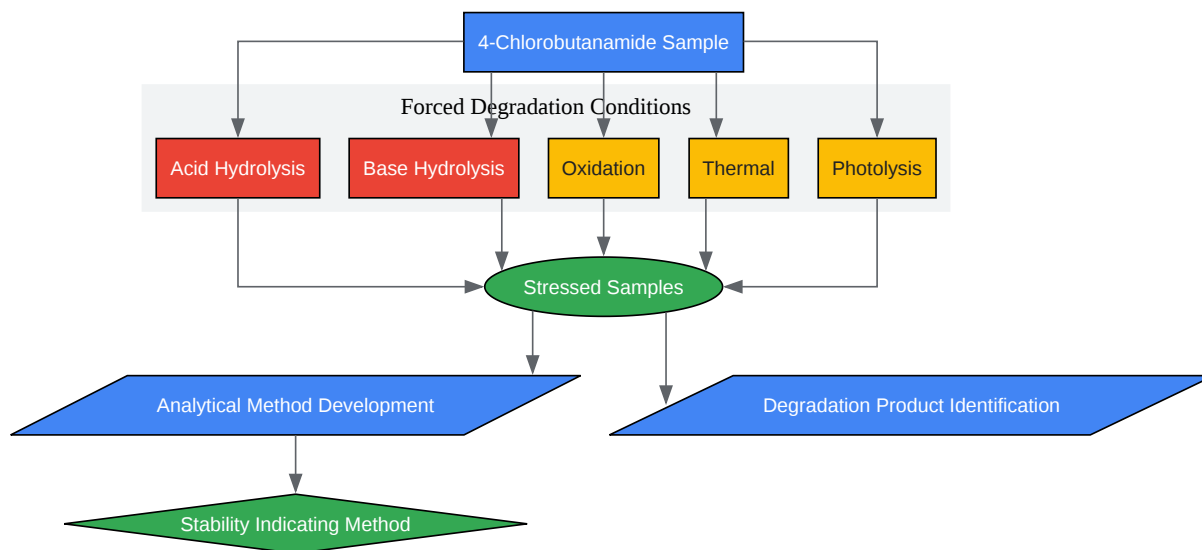 4-Chlorobutanamide Sample
Forced Degradation Conditions
Acid Hydrolysis
Base Hydrolysis
Oxidation
Thermal
Photolysis
Stressed Samples
Analytical Method Development
Degradation Product Identification
Stability Indicating Method